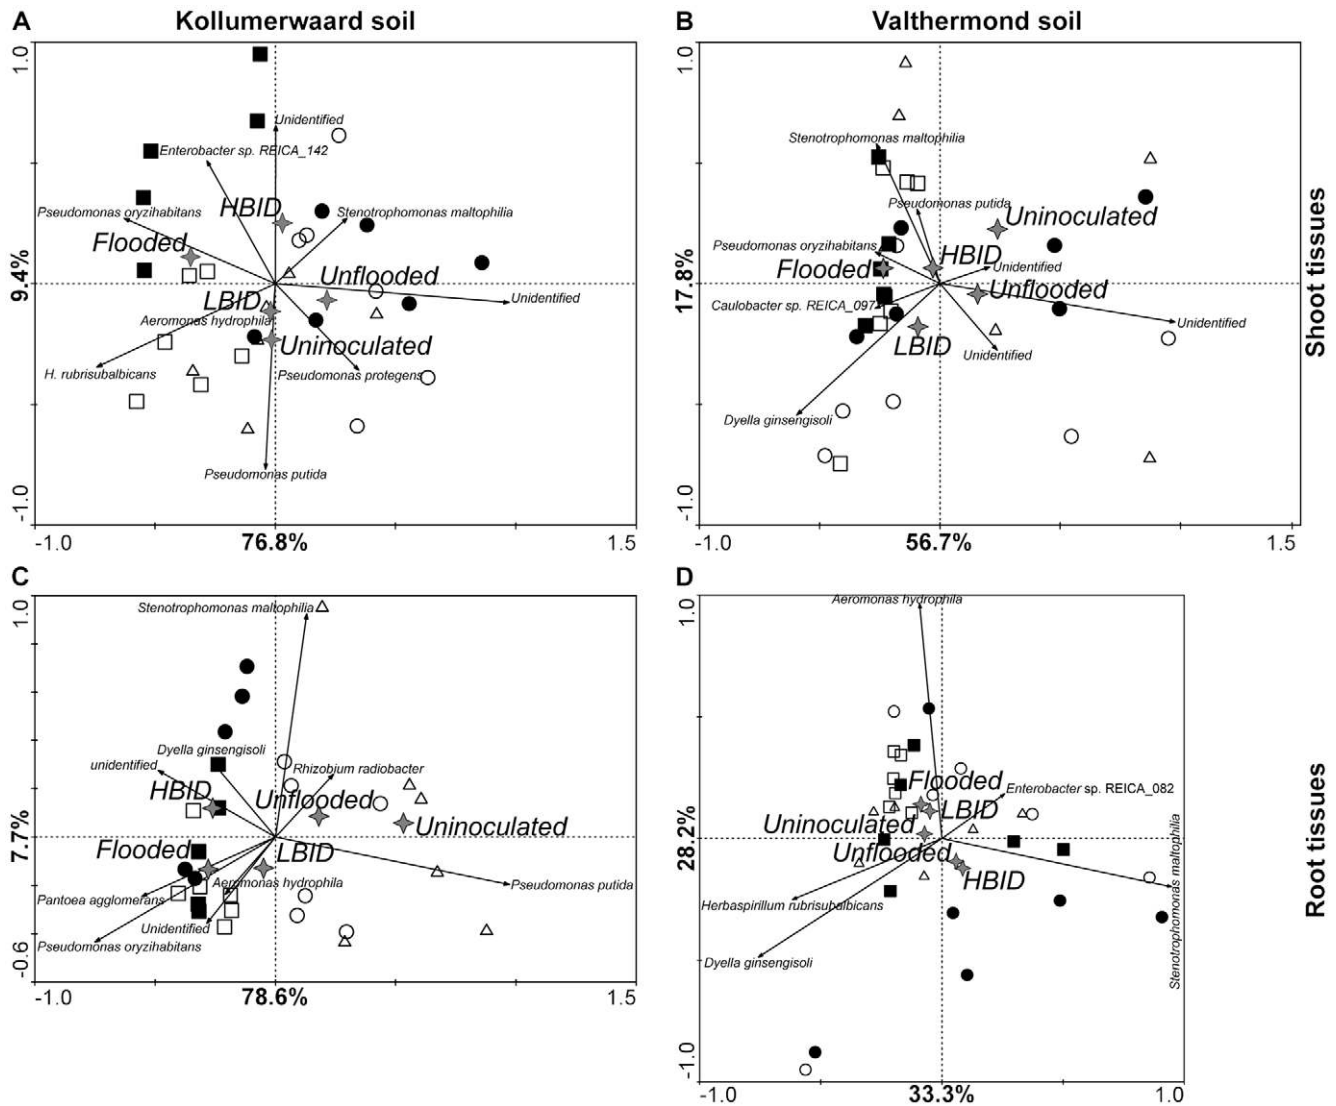 A
Kollumerwaard soil
B
Valthermond soil
1.0
Unidentified
Enterobacter sp. REICA_142
Pseudomonas oryzihabitans
HBID
Stenotrophomonas maltophilia
Flooded
9.4%
Unflooded
Unidentified
LBID
Aeromonas hydrophila
Uninoculated
H. rubrisubalbicans
Pseudomonas protegens
Pseudomonas putida
-1.0
-1.0
76.8%
1.5
1.0
Stenotrophomonas maltophilia
Pseudomonas putida
Uninoculated
Pseudomonas oryzihabitans
HBID
Flooded
Unidentified
17.8%
Unflooded
Caulobacter sp. REICA_097
Unidentified
LBID
Unidentified
Dyella ginsengisoli
-1.0
-1.0
56.7%
1.5
Shoot tissues
C
1.0
Stenotrophomonas maltophilia
Dyella ginsengisoli
unidentified
Rhizobium radiobacter
HBID
Unflooded
Uninoculated
7.7%
Flooded
LBID
Aeromonas hydrophila
Pseudomonas putida
Pantoea agglomerans
Unidentified
Pseudomonas oryzihabitans
-0.6
-1.0
78.6%
1.5
D
1.0
Aeromonas hydrophila
Flooded
Enterobacter sp. REICA_082
LBID
Uninoculated
28.2%
Unflooded
HBID
Herbaspirillum rubrisubalbicans
Stenotrophomonas maltophilia
Dyella ginsengisoli
-1.0
-1.0
33.3%
1.0
Root tissues